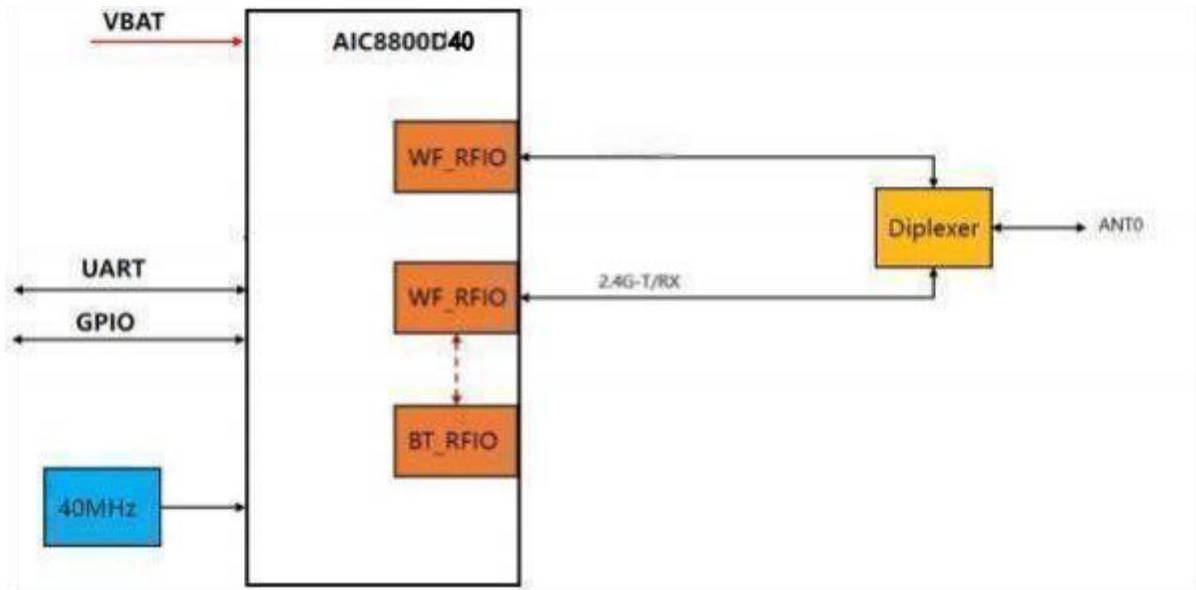 VBAT
AIC8800D40
WF_RFIO
Diplexer
ANT0
UART
WF_RFIO
2.4G-T/RX
GPIO
BT_RFIO
40MHz